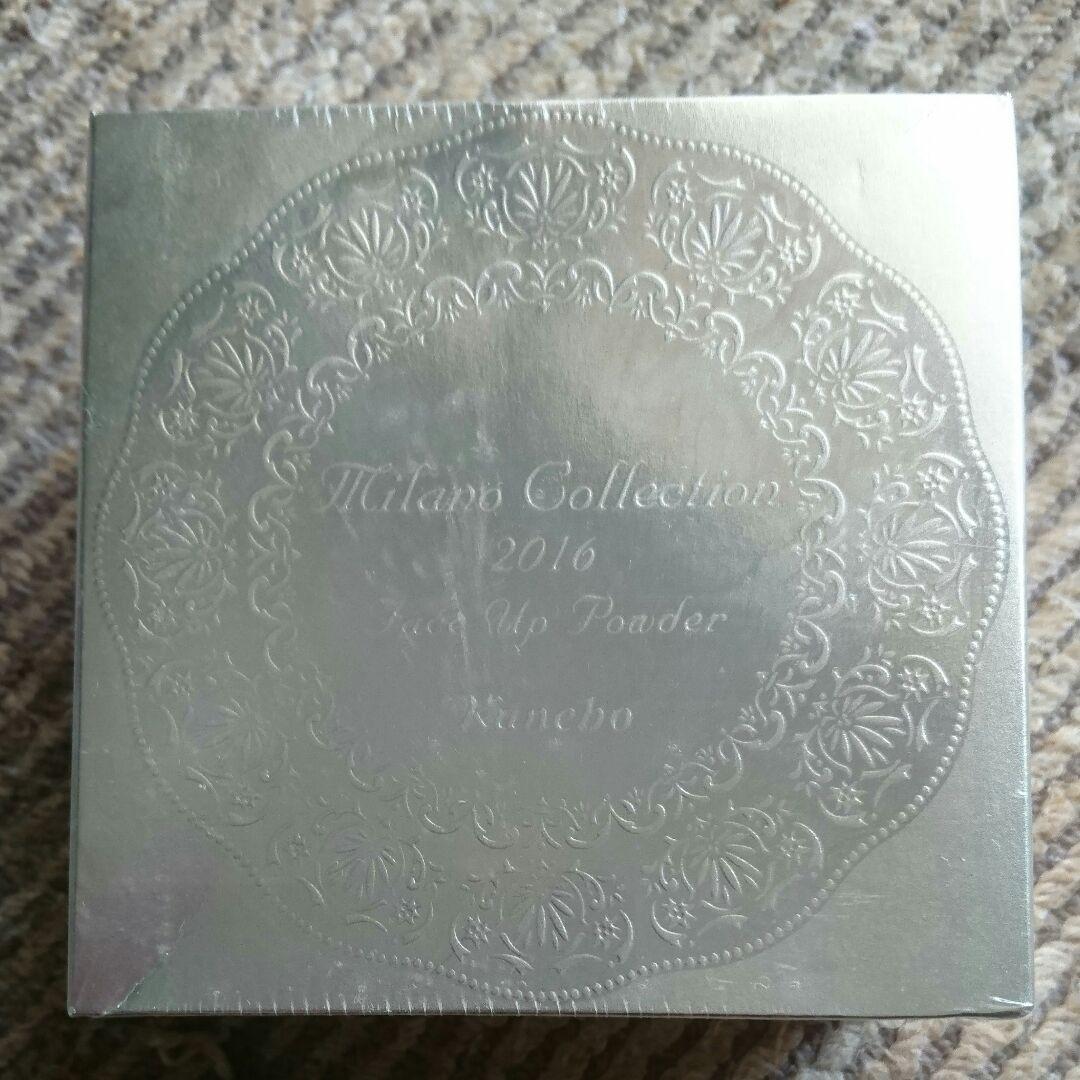 Milano Collection
2016
Face Up Powder
Kanebo